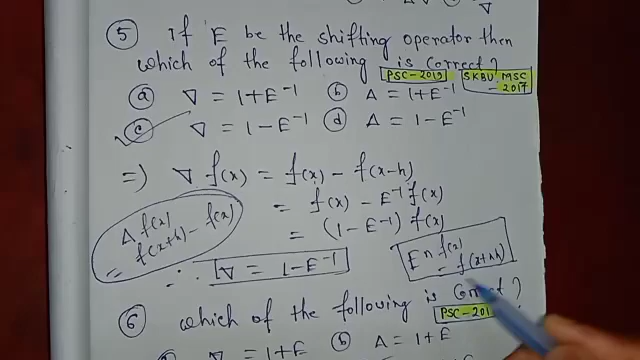 ∇
⑤ If E be the shifting operator then
which of the following is correct?
PSC-2019 SKBU MSC - 2017
ⓐ ∇ = 1+E⁻¹ ⓑ Δ = 1+E⁻¹
ⓒ ∇ = 1-E⁻¹ ⓓ Δ = 1-E⁻¹
=) ∇ f(x) = f(x) - f(x-h)
= f(x) - E⁻¹ f(x)
= (1-E⁻¹) f(x)
∴ ∇ = 1-E⁻¹
Δ f(x)
= f(x+h) - f(x)
Eⁿ f(x)
= f(x+nh)
⑥ which of the following is correct?
PSC-201
∇ = 1+E ⓑ Δ = 1+E